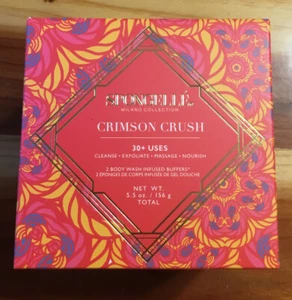 SPONGELLÉ.
MILANO COLLECTION
CRIMSON CRUSH
30+ USES
CLEANSE • EXFOLIATE • MASSAGE • NOURISH
2 BODY WASH INFUSED BUFFERS
2 ÉPONGES DE CORPS INFUSÉE DE GEL DOUCHE
NET WT.
5.5 oz. / 156 g
TOTAL